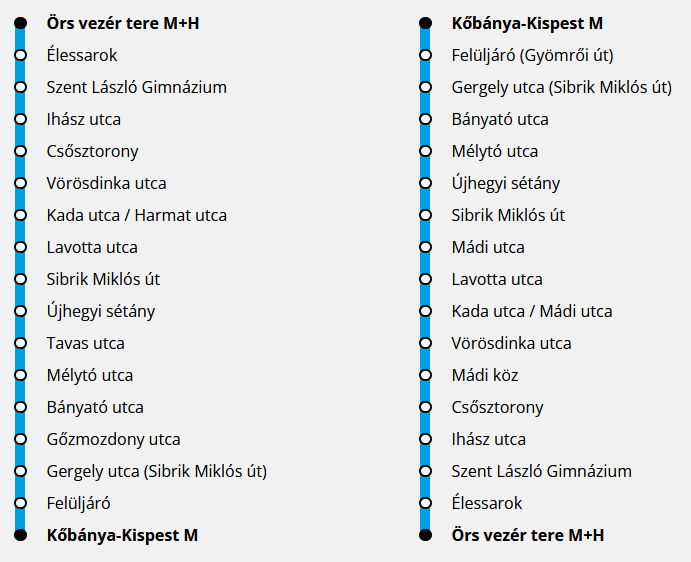 Örs vezér tere M+H
Élessarok
Szent László Gimnázium
Ihász utca
Csősztorony
Vörösdinka utca
Kada utca / Harmat utca
Lavotta utca
Sibrik Miklós út
Újhegyi sétány
Tavas utca
Mélytó utca
Bányató utca
Gőzmozdony utca
Gergely utca (Sibrik Miklós út)
Felüljáró
Kőbánya-Kispest M
Kőbánya-Kispest M
Felüljáró (Gyömrői út)
Gergely utca (Sibrik Miklós út)
Bányató utca
Mélytó utca
Újhegyi sétány
Sibrik Miklós út
Mádi utca
Lavotta utca
Kada utca / Mádi utca
Vörösdinka utca
Mádi köz
Csősztorony
Ihász utca
Szent László Gimnázium
Élessarok
Örs vezér tere M+H